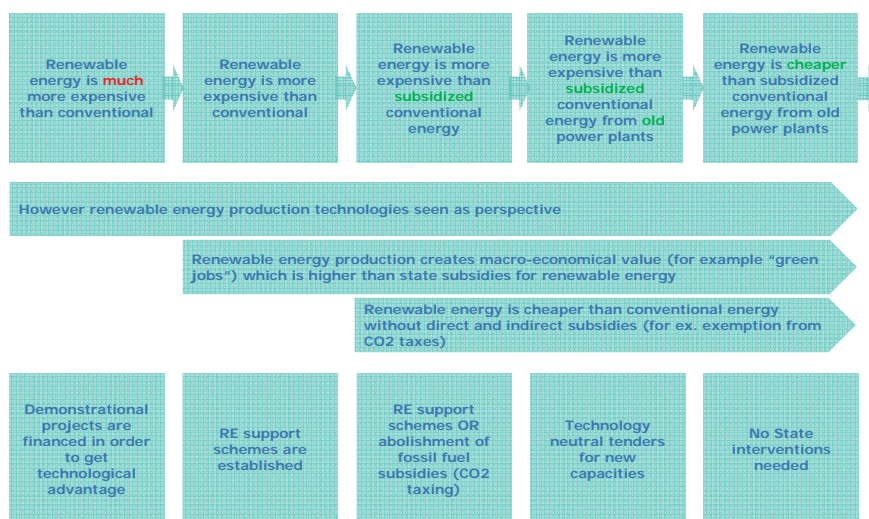 Renewable
energy is much
more expensive
than conventional
Renewable
energy is more
expensive than
conventional
Renewable
energy is more
expensive than
subsidized
conventional
energy
Renewable
energy is more
expensive than
subsidized
conventional
energy from old
power plants
Renewable
energy is cheaper
than subsidized
conventional
energy from old
power plants
However renewable energy production technologies seen as perspective
Renewable energy production creates macro-economical value (for example “green
jobs”) which is higher than state subsidies for renewable energy
Renewable energy is cheaper than conventional energy
without direct and indirect subsidies (for ex. exemption from
CO2 taxes)
Demonstrational
projects are
financed in order
to get
technological
advantage
RE support
schemes are
established
RE support
schemes OR
abolishment of
fossil fuel
subsidies (CO2
taxing)
Technology
neutral tenders
for new
capacities
No State
interventions
needed